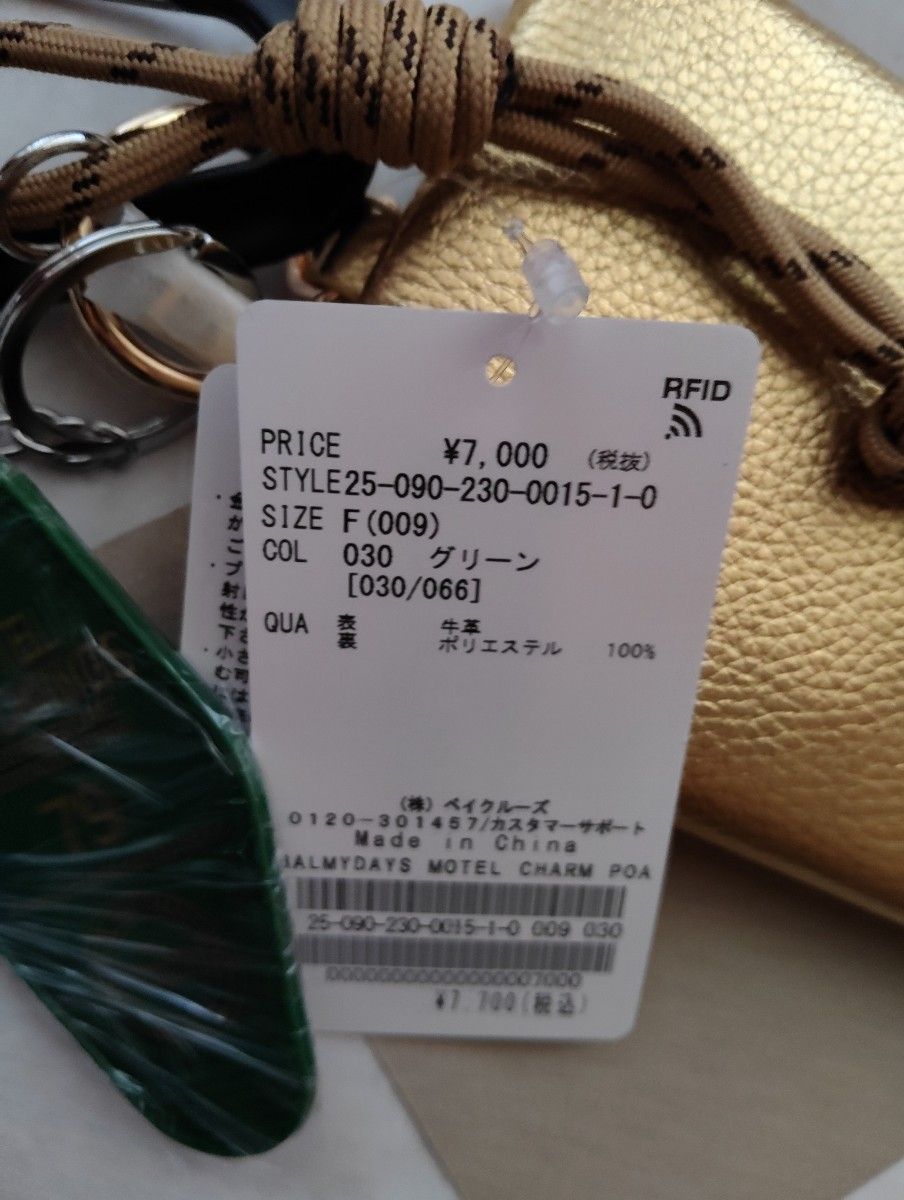 RFID
PRICE ¥7,000 (税抜)
STYLE25-090-230-0015-1-0
SIZE F(009)
COL 030 グリーン
[030/066]
QUA 表 牛革
裏 ポリエステル 100%
(株)ベイクルーズ
0120-301457/カスタマーサポート
Made in China
BALMYDAYS MOTEL CHARM POA
25-090-230-0015-1-0 009 030
¥7,700(税込)